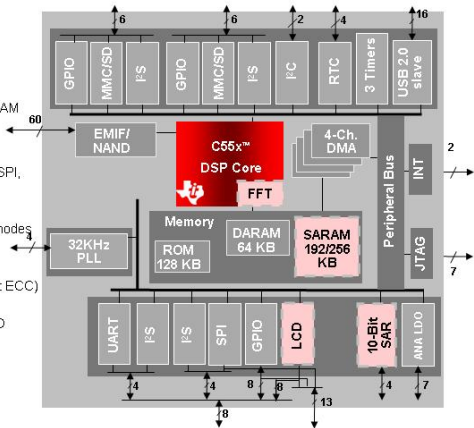 6
6
2
4
16
GPIO
MMC/SD
I²S
GPIO
MMC/SD
I²S
I²C
RTC
3 Timers
USB 2.0
slave
AM
60
EMIF/
NAND
C55x™
DSP Core
FFT
4-Ch.
DMA
Peripheral Bus
INT
2
SPI,
Memory
ROM
128 KB
DARAM
64 KB
SARAM
192/256
KB
nodes
4
32KHz
PLL
JTAG
7
t ECC)
D
UART
I²S
I²S
SPI
GPIO
LCD
10-Bit
SAR
ANA LDO
4
4
8
8
13
4
7
8